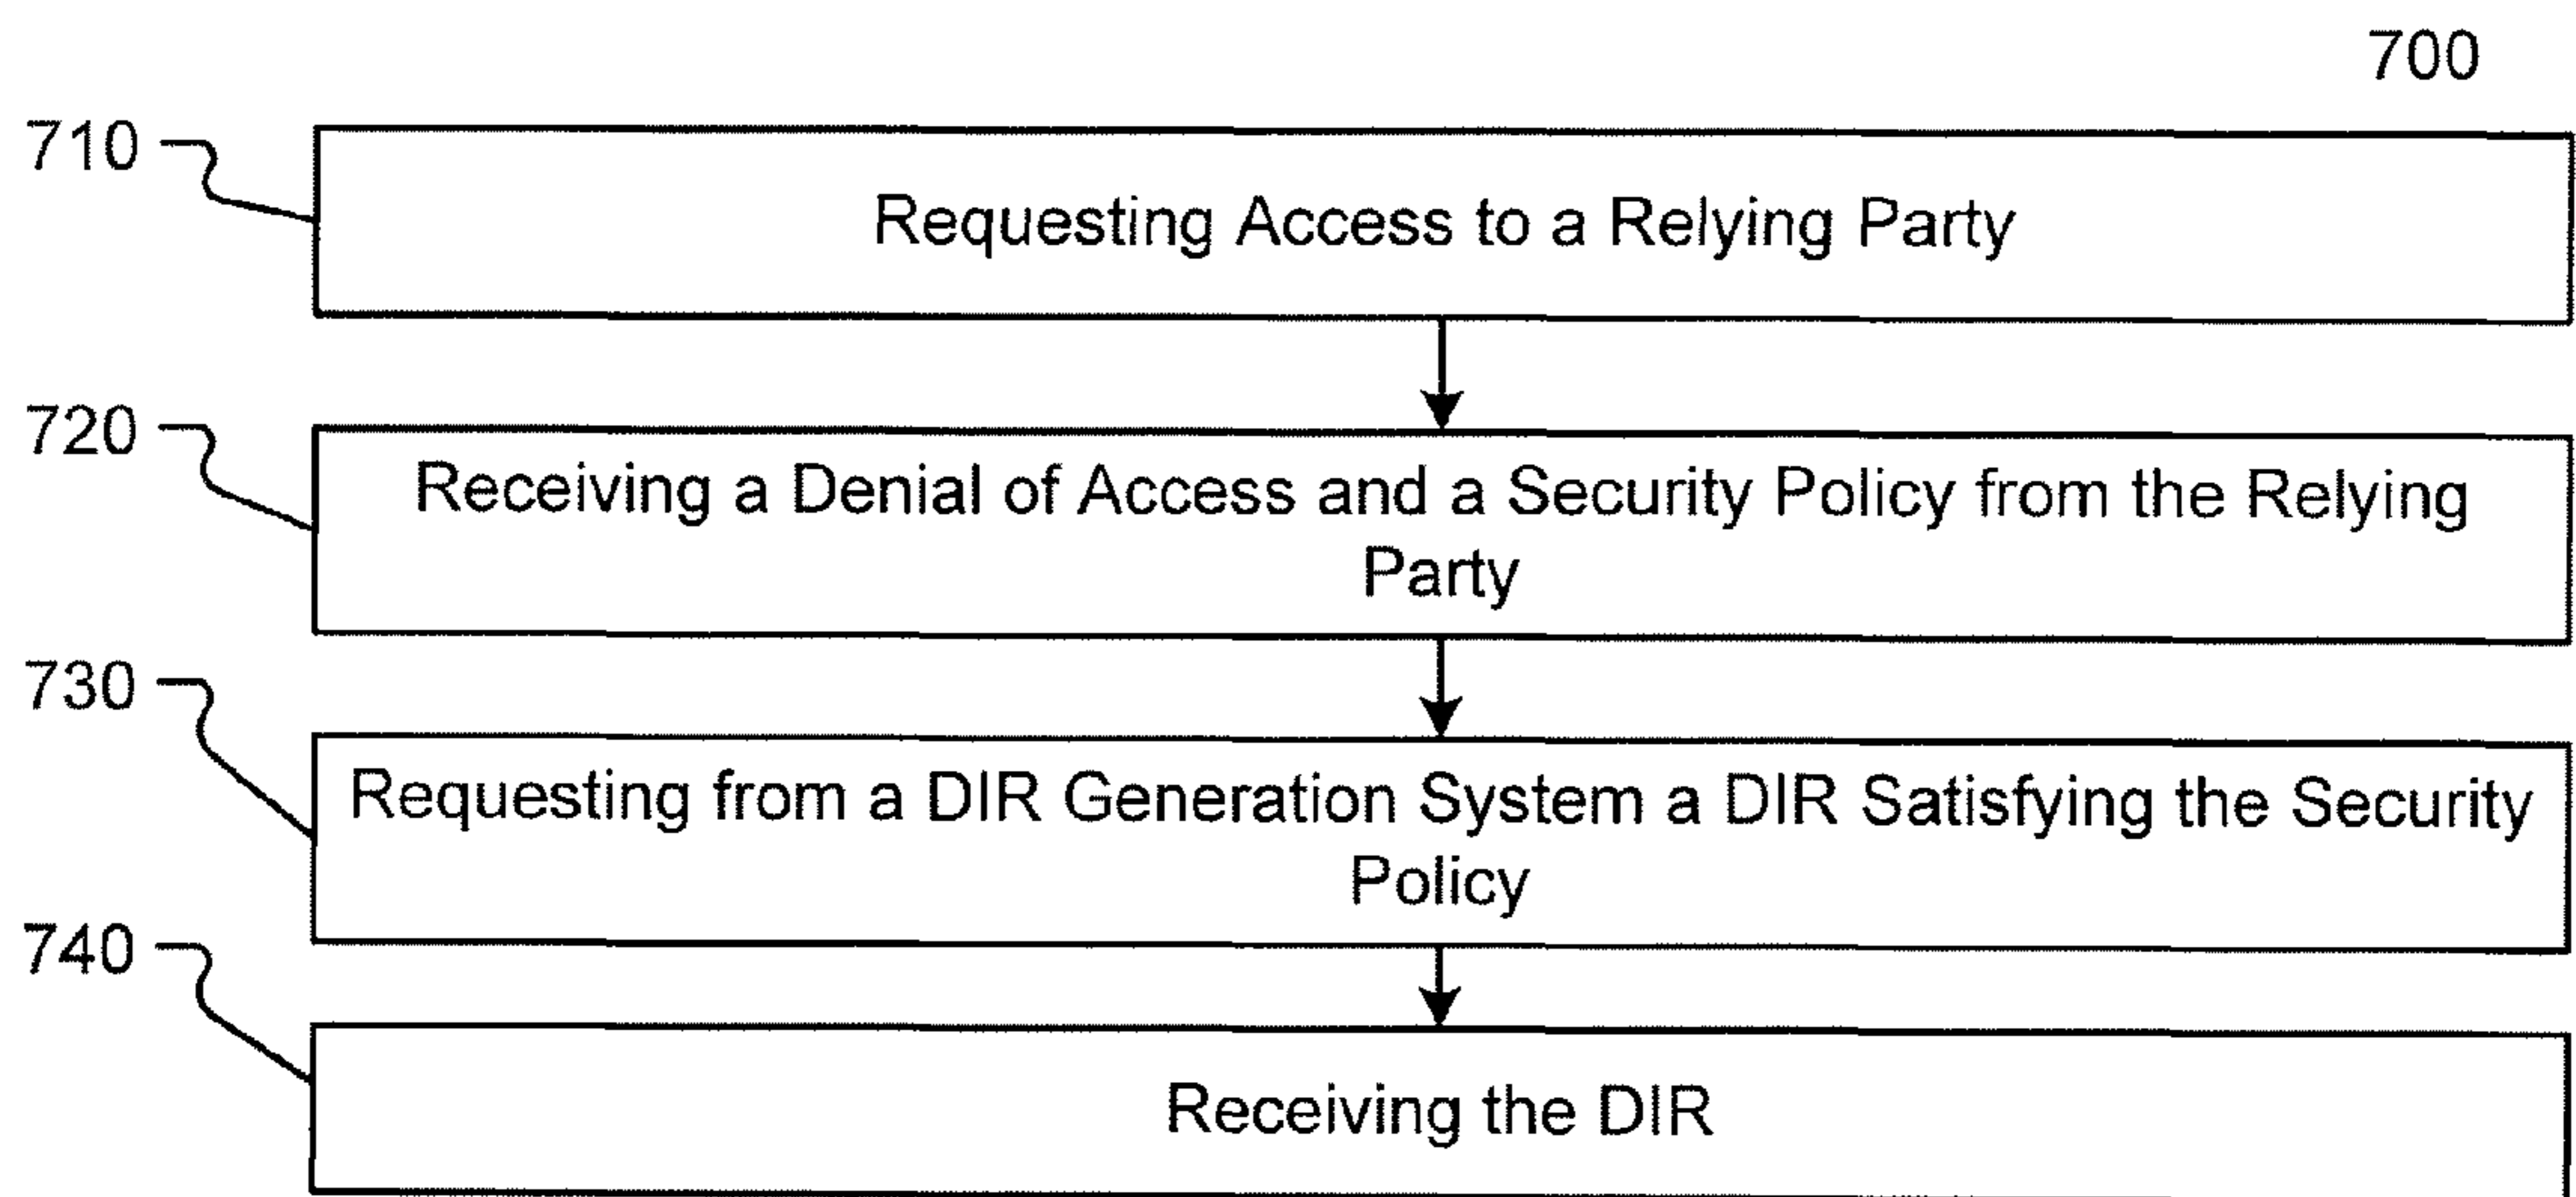 700
710
Requesting Access to a Relying Party
720
Receiving a Denial of Access and a Security Policy from the Relying
Party
730
Requesting from a DIR Generation System a DIR Satisfying the Security
Policy
740
Receiving the DIR